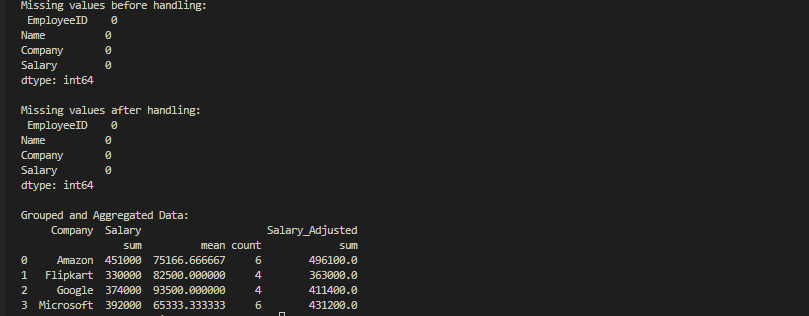 Missing values before handling:
 EmployeeID    0
Name          0
Company       0
Salary        0
dtype: int64

Missing values after handling:
 EmployeeID    0
Name          0
Company       0
Salary        0
dtype: int64

Grouped and Aggregated Data:
     Company  Salary                    Salary_Adjusted
                 sum          mean count             sum
0     Amazon  451000  75166.666667     6        496100.0
1   Flipkart  330000  82500.000000     4        363000.0
2     Google  374000  93500.000000     4        411400.0
3  Microsoft  392000  65333.333333     6        431200.0